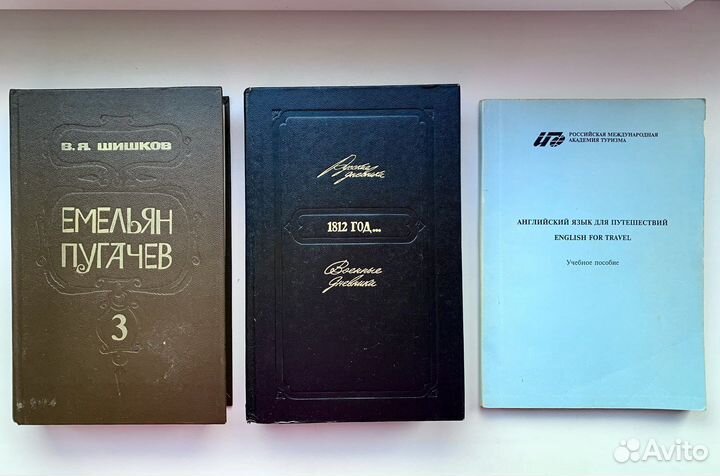 В. Я. ШИШКОВ
ЕМЕЛЬЯН
ПУГАЧЕВ
3
Русские
дневники
1812 ГОД...
Военные
дневники
РОССИЙСКАЯ МЕЖДУНАРОДНАЯ
АКАДЕМИЯ ТУРИЗМА
АНГЛИЙСКИЙ ЯЗЫК ДЛЯ ПУТЕШЕСТВИЙ
ENGLISH FOR TRAVEL
Учебное пособие
Avito